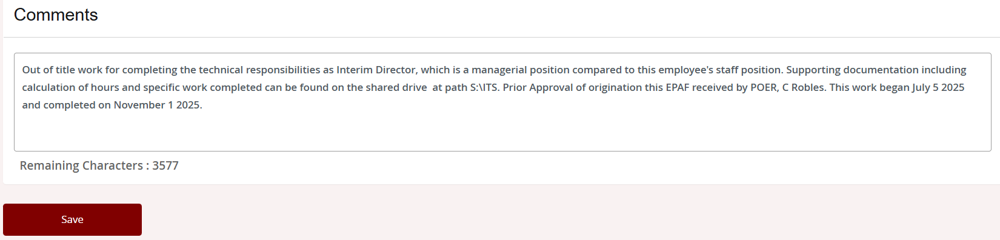 Comments
Out of title work for completing the technical responsibilities as Interim Director, which is a managerial position compared to this employee's staff position. Supporting documentation including
calculation of hours and specific work completed can be found on the shared drive  at path S:\ITS. Prior Approval of origination this EPAF received by POER, C Robles. This work began July 5 2025
and completed on November 1 2025.
Remaining Characters : 3577
Save